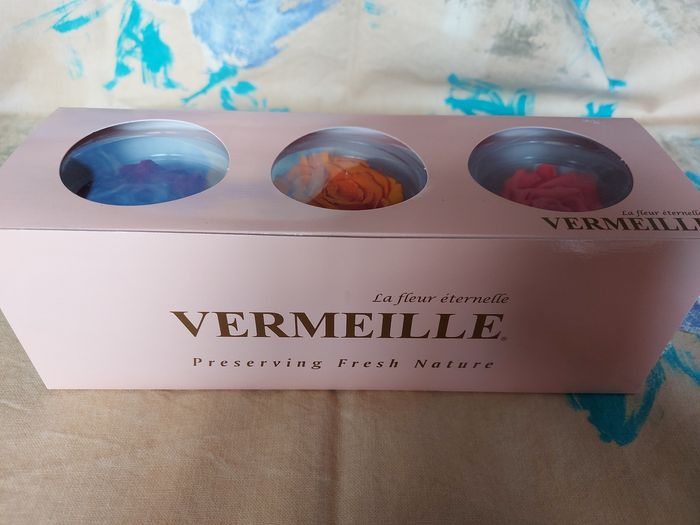 La fleur éternelle
VERMEILLE
La fleur éternelle
VERMEILLE®
Preserving Fresh Nature